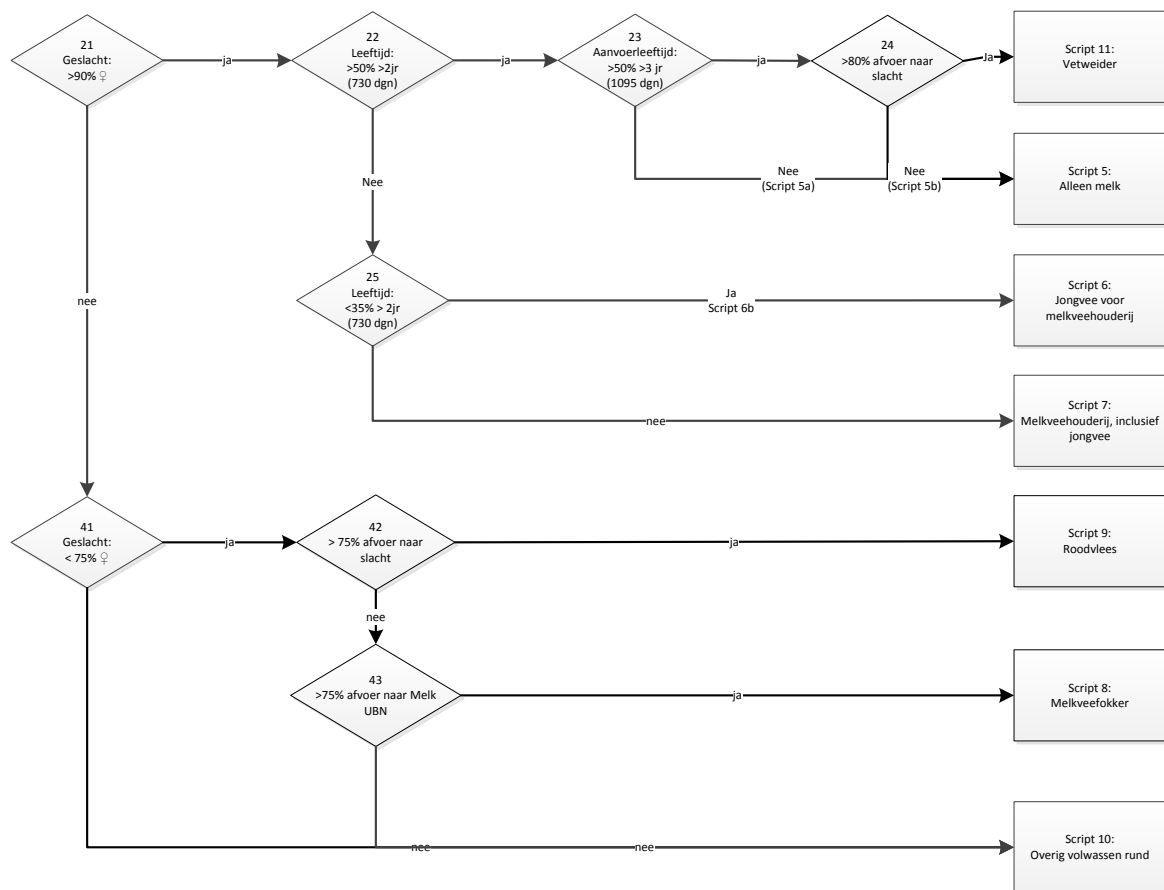 21
Geslacht:
>90% ♀
ja
22
Leeftijd:
>50% >2jr
(730 dgn)
ja
23
Aanvoerleeftijd:
>50% >3 jr
(1095 dgn)
ja
24
>80% afvoer naar
slacht
Ja
Script 11:
Vetweider
Nee
(Script 5a)
Nee
(Script 5b)
Script 5:
Alleen melk
Nee
25
Leeftijd:
<35% > 2jr
(730 dgn)
Ja
Script 6b
Script 6:
Jongvee voor
melkveehouderij
nee
nee
Script 7:
Melkveehouderij, inclusief
jongvee
41
Geslacht:
< 75% ♀
ja
42
> 75% afvoer naar
slacht
ja
Script 9:
Roodvlees
nee
43
>75% afvoer naar Melk
UBN
ja
Script 8:
Melkveefokker
nee
nee
Script 10:
Overig volwassen rund